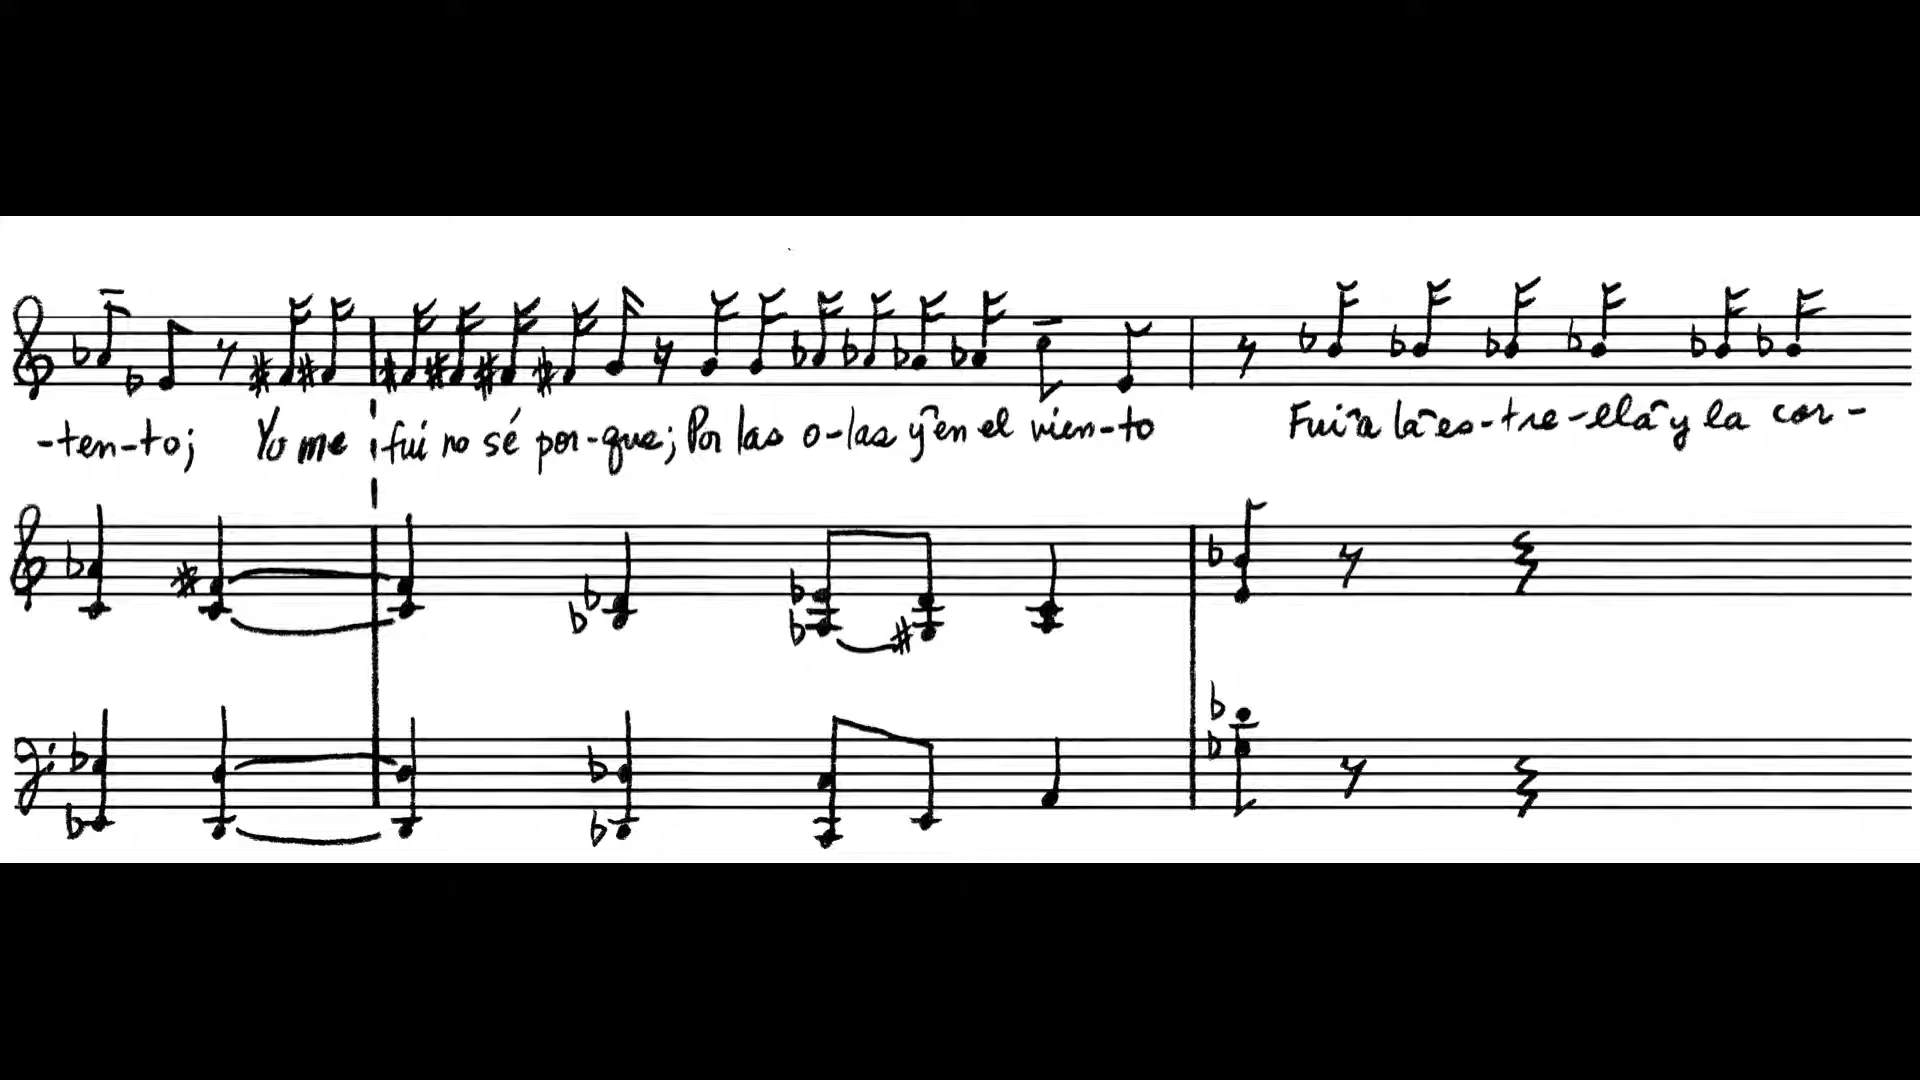 -ten-to; Yo me fui no sé por-que; Por las o-las y en el vien-to Fui a la es-tre-ela y la cor-